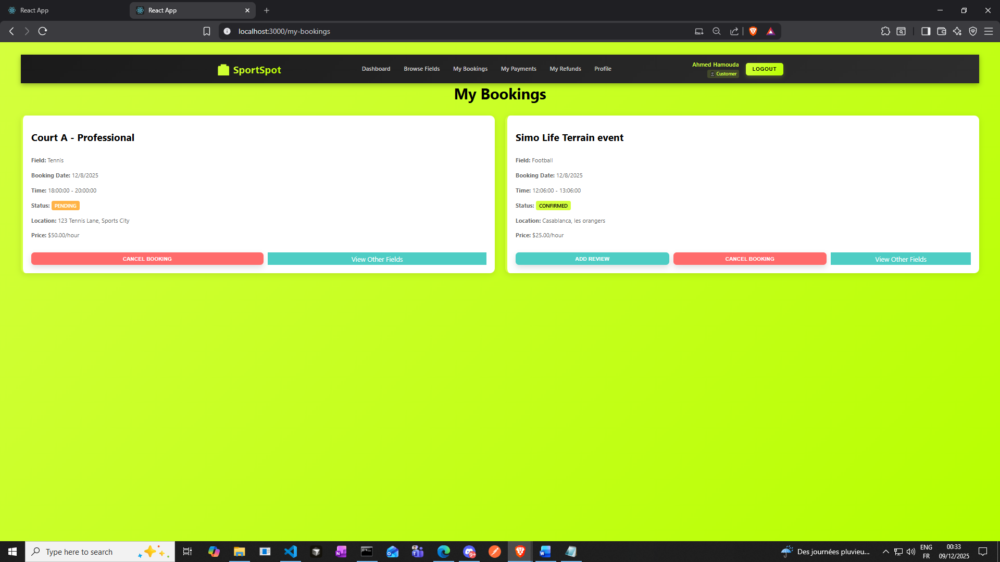 React App
React App
localhost:3000/my-bookings
SportSpot
Dashboard
Browse Fields
My Bookings
My Payments
My Refunds
Profile
Ahmed Hamouda
Customer
LOGOUT
My Bookings
Court A - Professional
Field: Tennis
Booking Date: 12/8/2025
Time: 18:00:00 - 20:00:00
Status: PENDING
Location: 123 Tennis Lane, Sports City
Price: $50.00/hour
CANCEL BOOKING
View Other Fields
Simo Life Terrain event
Field: Football
Booking Date: 12/8/2025
Time: 12:06:00 - 13:06:00
Status: CONFIRMED
Location: Casablanca, les orangers
Price: $25.00/hour
ADD REVIEW
CANCEL BOOKING
View Other Fields
Type here to search
9+
Des journées pluvieu...
ENG
FR
00:33
09/12/2025